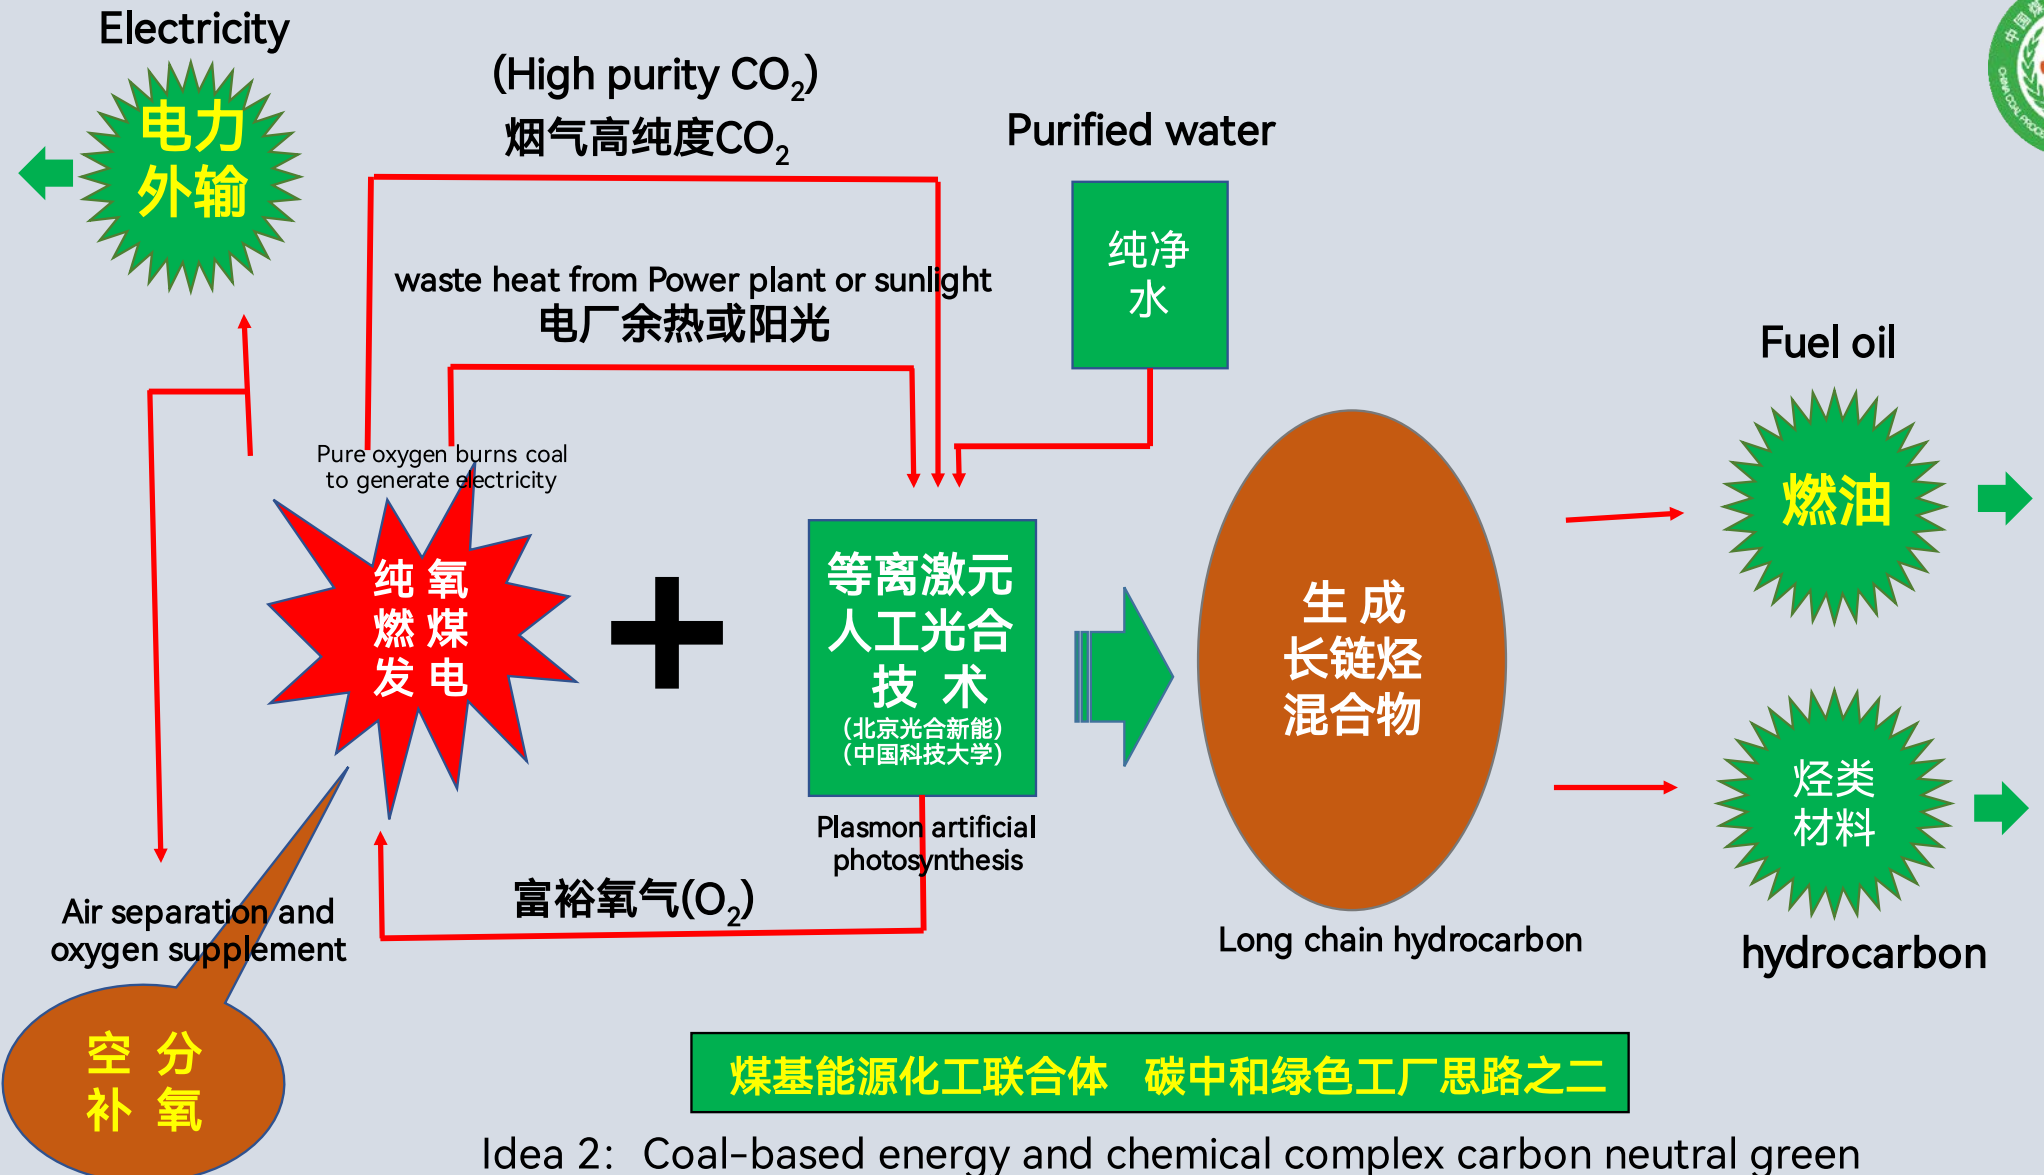 Electricity
电力
外输
(High purity CO₂)
烟气高纯度CO₂
Purified water
纯净
水
waste heat from Power plant or sunlight
电厂余热或阳光
Pure oxygen burns coal
to generate electricity
纯 氧
燃 煤
发 电
等离激元
人工光合
技 术
（北京光合新能）
（中国科技大学）
Plasmon artificial
photosynthesis
富裕氧气(O₂)
生 成
长链烃
混合物
Long chain hydrocarbon
Fuel oil
燃油
烃类
材料
hydrocarbon
Air separation and
oxygen supplement
空 分
补 氧
煤基能源化工联合体 碳中和绿色工厂思路之二
Idea 2: Coal-based energy and chemical complex carbon neutral green
中国煤
CHINA COAL